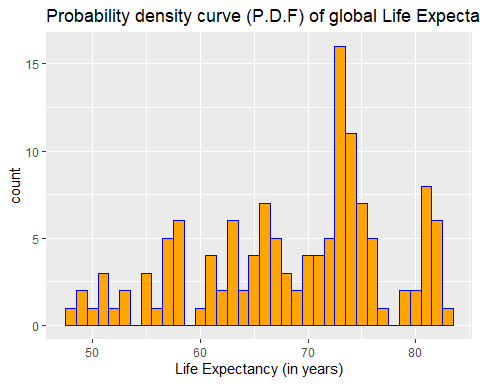 Probability density curve (P.D.F) of global Life Expecta
15
10
5
0
count
50 60 70 80
Life Expectancy (in years)